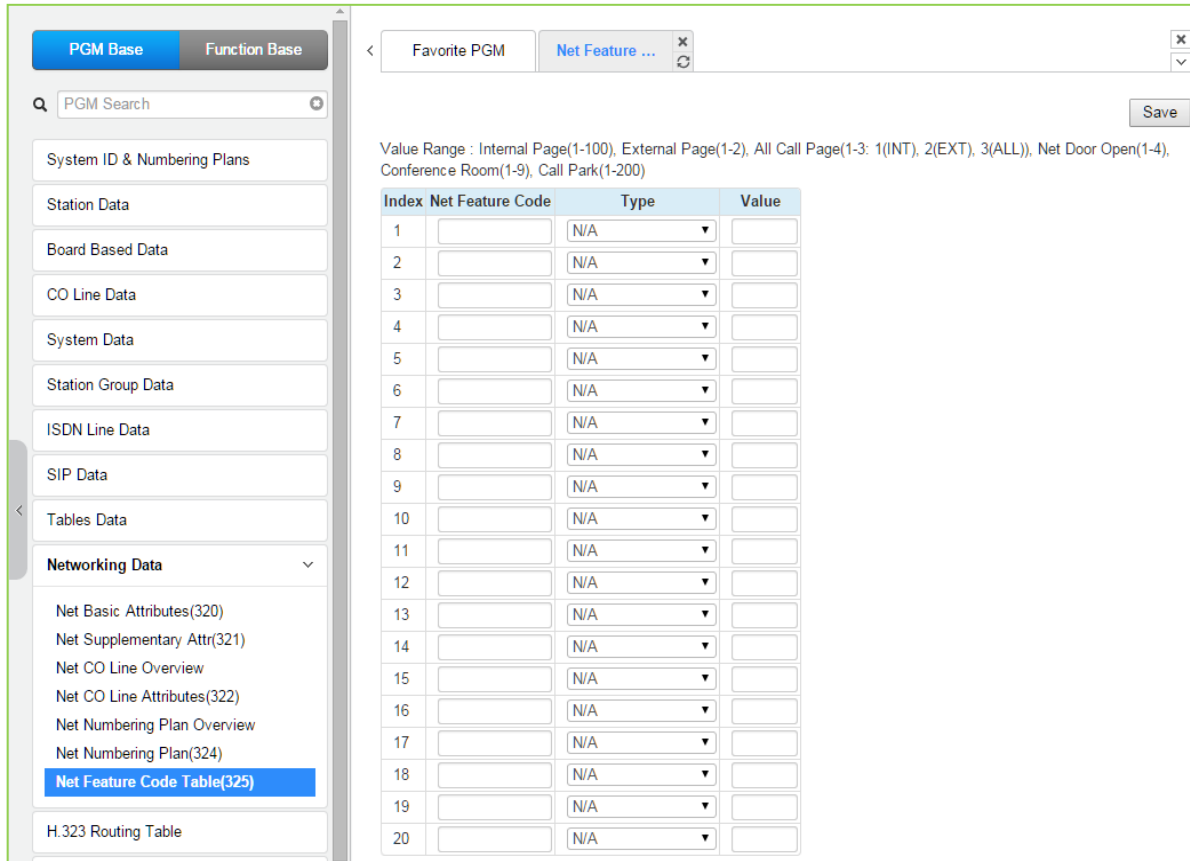 PGM Base
Function Base
PGM Search
System ID & Numbering Plans
Station Data
Board Based Data
CO Line Data
System Data
Station Group Data
ISDN Line Data
SIP Data
Tables Data
Networking Data
Net Basic Attributes(320)
Net Supplementary Attr(321)
Net CO Line Overview
Net CO Line Attributes(322)
Net Numbering Plan Overview
Net Numbering Plan(324)
Net Feature Code Table(325)
H.323 Routing Table
Favorite PGM
Net Feature ...
Save
Value Range : Internal Page(1-100), External Page(1-2), All Call Page(1-3: 1(INT), 2(EXT), 3(ALL)), Net Door Open(1-4),
Conference Room(1-9), Call Park(1-200)
Index Net Feature Code Type Value
1 N/A
2 N/A
3 N/A
4 N/A
5 N/A
6 N/A
7 N/A
8 N/A
9 N/A
10 N/A
11 N/A
12 N/A
13 N/A
14 N/A
15 N/A
16 N/A
17 N/A
18 N/A
19 N/A
20 N/A